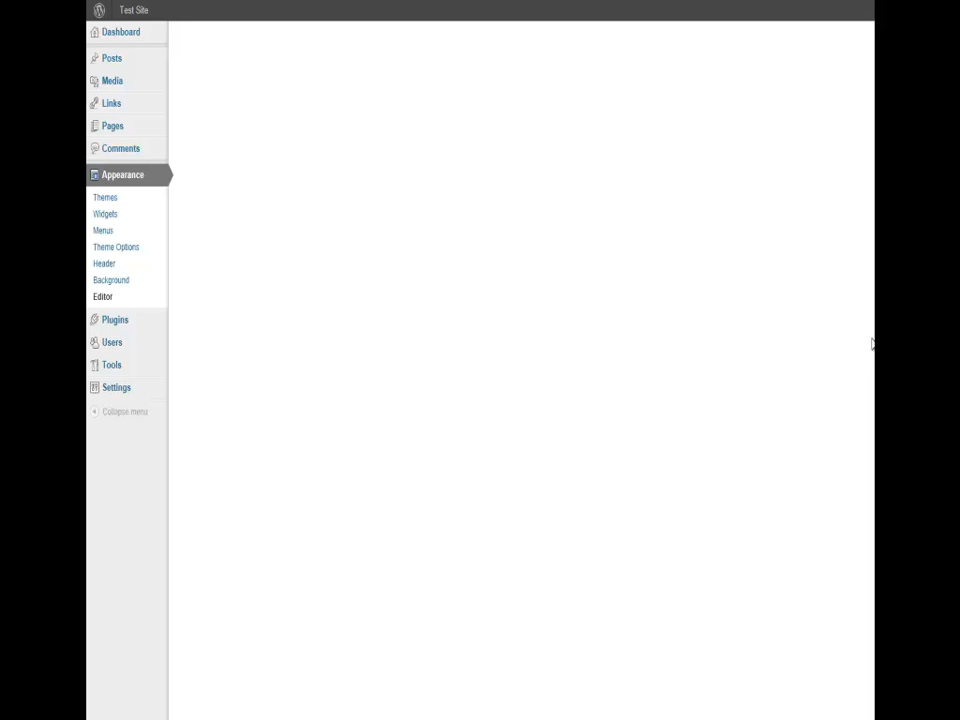 Test Site
Dashboard
Posts
Media
Links
Pages
Comments
Appearance
Themes
Widgets
Menus
Theme Options
Header
Background
Editor
Plugins
Users
Tools
Settings
Collapse menu